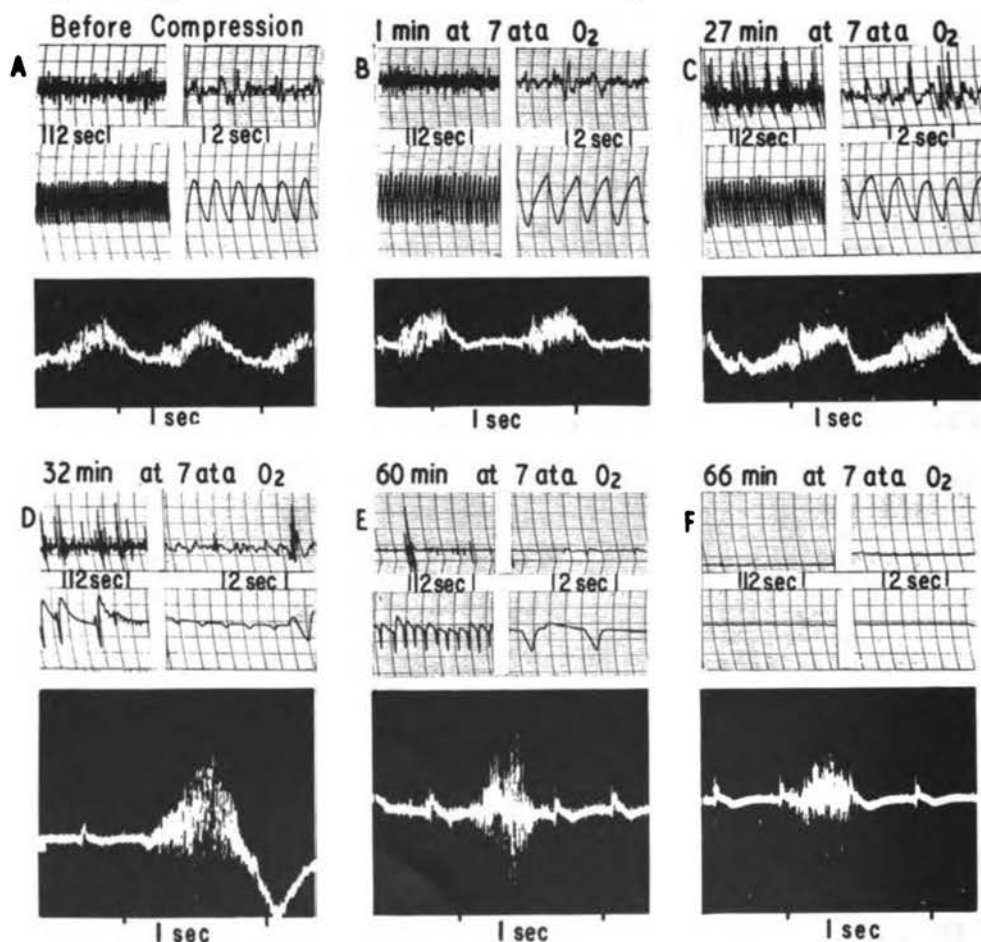 Before Compression
1 min at 7 ata O2
27 min at 7 ata O2
A
B
C
|12 sec|
|2 sec|
|12 sec|
|2 sec|
|12 sec|
|2 sec|
1 sec
1 sec
1 sec
32 min at 7 ata O2
60 min at 7 ata O2
66 min at 7 ata O2
D
E
F
|12 sec|
|2 sec|
|12 sec|
|2 sec|
|12 sec|
|2 sec|
1 sec
1 sec
1 sec